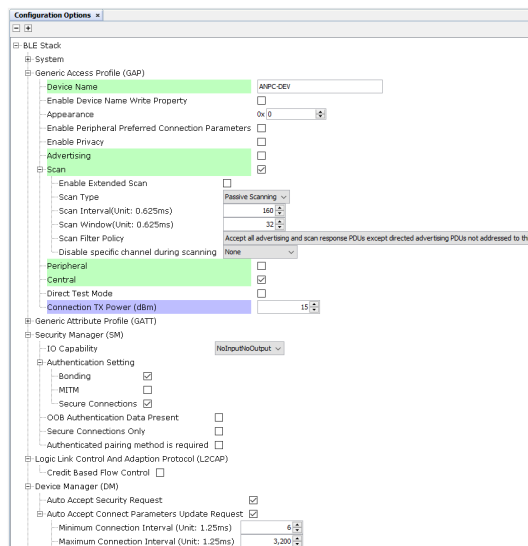 Configuration Options ×
BLE Stack
System
Generic Access Profile (GAP)
Device Name ANPC-DEV
Enable Device Name Write Property
Appearance 0x 0
Enable Peripheral Preferred Connection Parameters
Enable Privacy
Advertising
Scan
Enable Extended Scan
Scan Type Passive Scanning
Scan Interval(Unit: 0.625ms) 160
Scan Window(Unit: 0.625ms) 32
Scan Filter Policy Accept all advertising and scan response PDUs except directed advertising PDUs not addressed to th
Disable specific channel during scanning None
Peripheral
Central
Direct Test Mode
Connection TX Power (dBm) 15
Generic Attribute Profile (GATT)
Security Manager (SM)
IO Capability NoInputNoOutput
Authentication Setting
Bonding
MITM
Secure Connections
OOB Authentication Data Present
Secure Connections Only
Authenticated pairing method is required
Logic Link Control And Adaption Protocol (L2CAP)
Credit Based Flow Control
Device Manager (DM)
Auto Accept Security Request
Auto Accept Connect Parameters Update Request
Minimum Connection Interval (Unit: 1.25ms) 6
Maximum Connection Interval (Unit: 1.25ms) 3,200